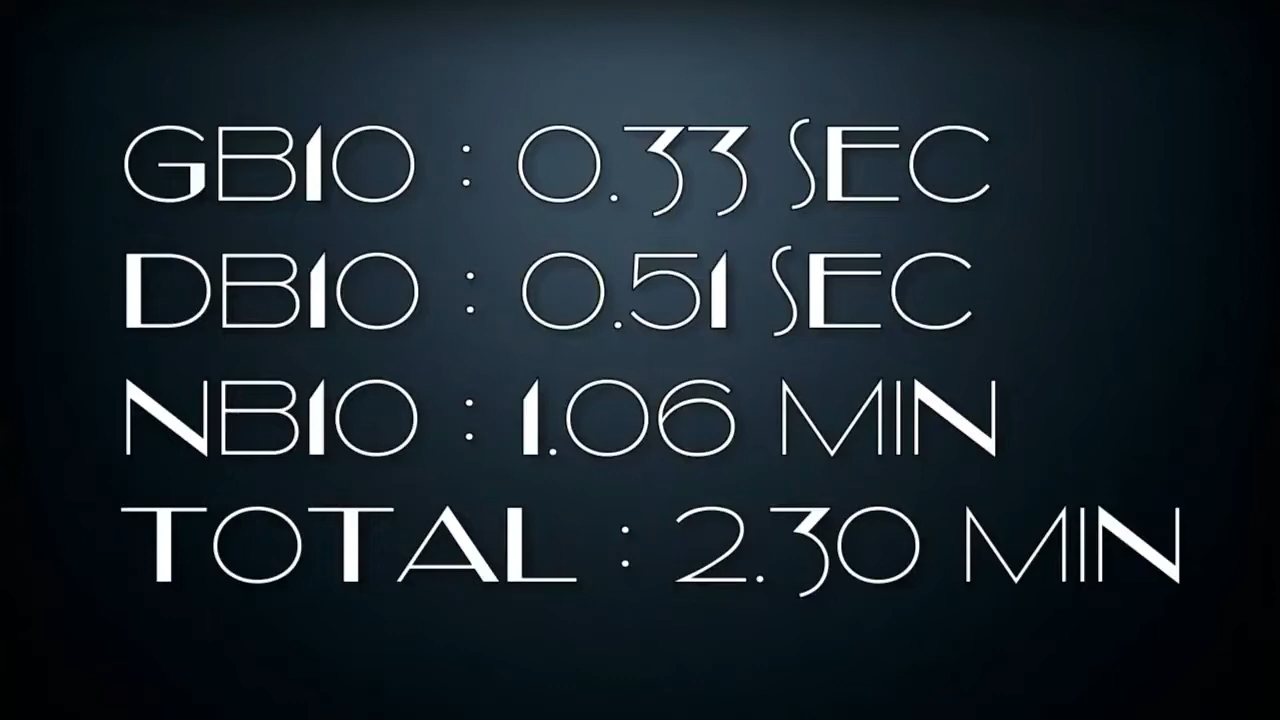 GB10 : 0.33 SEC
DB10 : 0.51 SEC
NB10 : 1.06 MIN
TOTAL : 2.30 MIN